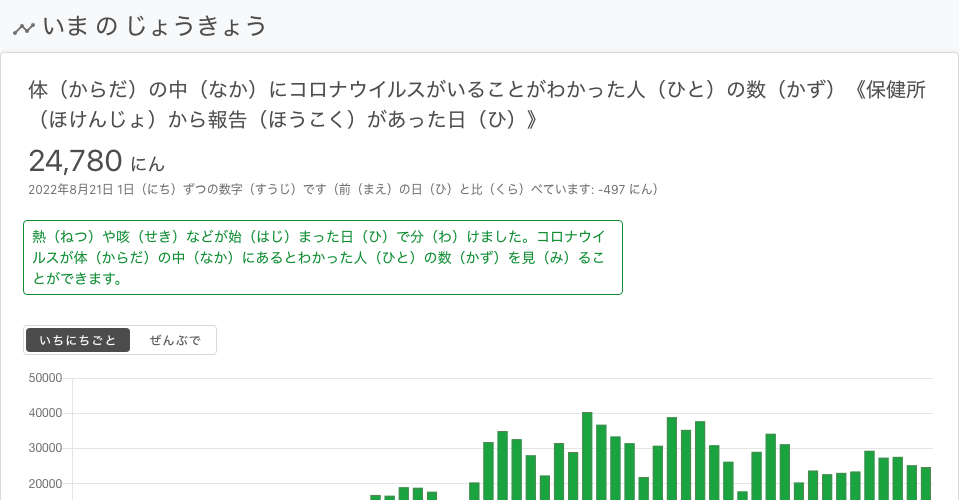 いま の じょうきょう
体（からだ）の中（なか）にコロナウイルスがいることがわかった人（ひと）の数（かず）《保健所
（ほけんじょ）から報告（ほうこく）があった日（ひ）》
24,780 にん
2022年8月21日 1日（にち）ずつの数字（すうじ）です（前（まえ）の日（ひ）と比（くら）べています: -497 にん）
熱（ねつ）や咳（せき）などが始（はじ）まった日（ひ）で分（わ）けました。コロナウイ
ルスが体（からだ）の中（なか）にあるとわかった人（ひと）の数（かず）を見（み）るこ
とができます。
いちにちごと ぜんぶで
50000
40000
30000
20000